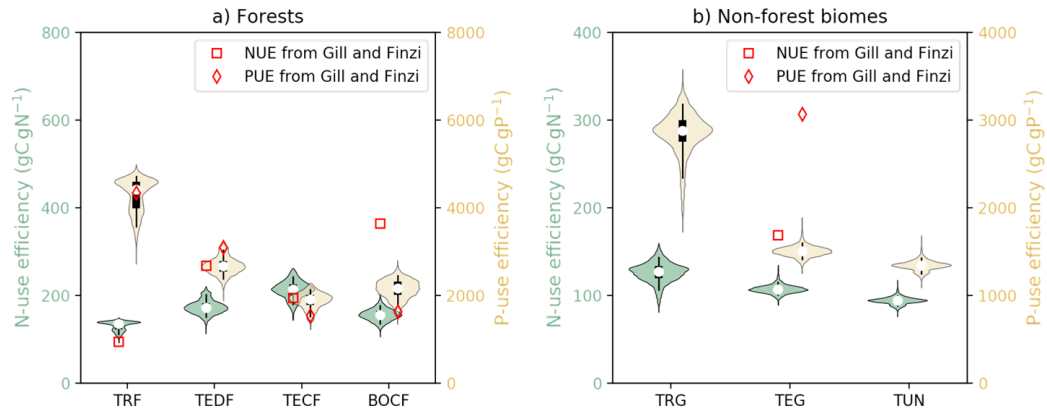 a) Forests
NUE from Gill and Finzi
PUE from Gill and Finzi
N-use efficiency (gC gN⁻¹)
800
600
400
200
0
8000
6000
4000
2000
0
P-use efficiency (gC gP⁻¹)
TRF TEDF TECF BOCF
b) Non-forest biomes
NUE from Gill and Finzi
PUE from Gill and Finzi
N-use efficiency (gC gN⁻¹)
400
300
200
100
0
4000
3000
2000
1000
0
P-use efficiency (gC gP⁻¹)
TRG TEG TUN